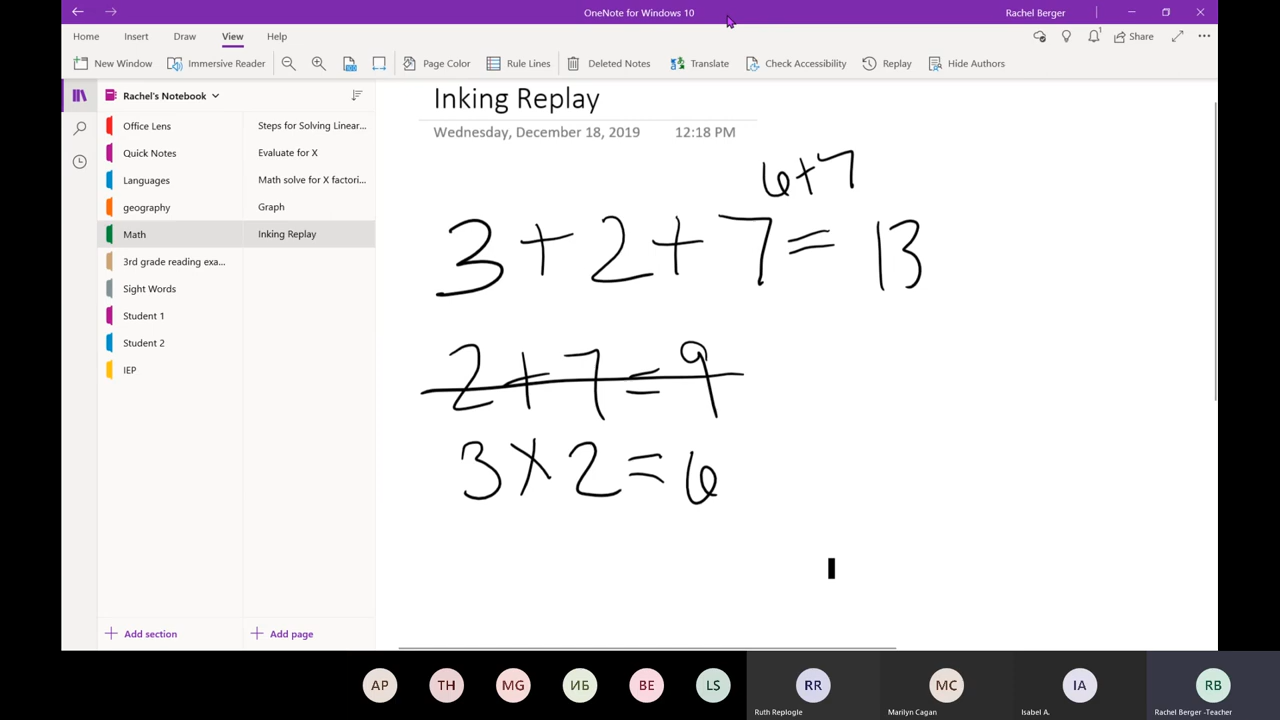 OneNote for Windows 10
Rachel Berger
Home Insert Draw View Help
Share
New Window Immersive Reader Page Color Rule Lines Deleted Notes Translate Check Accessibility Replay Hide Authors
Rachel's Notebook
Office Lens
Quick Notes
Languages
geography
Math
3rd grade reading exa...
Sight Words
Student 1
Student 2
IEP
Add section
Steps for Solving Linear...
Evaluate for X
Math solve for X factori...
Graph
Inking Replay
Add page
Inking Replay
Wednesday, December 18, 2019 12:18 PM
6+7
3+2+7=13
2+7=9
3x2=6
AP TH MG ИБ BE LS RR MC IA RB
Ruth Replogle Marilyn Cagan Isabel A. Rachel Berger -Teacher